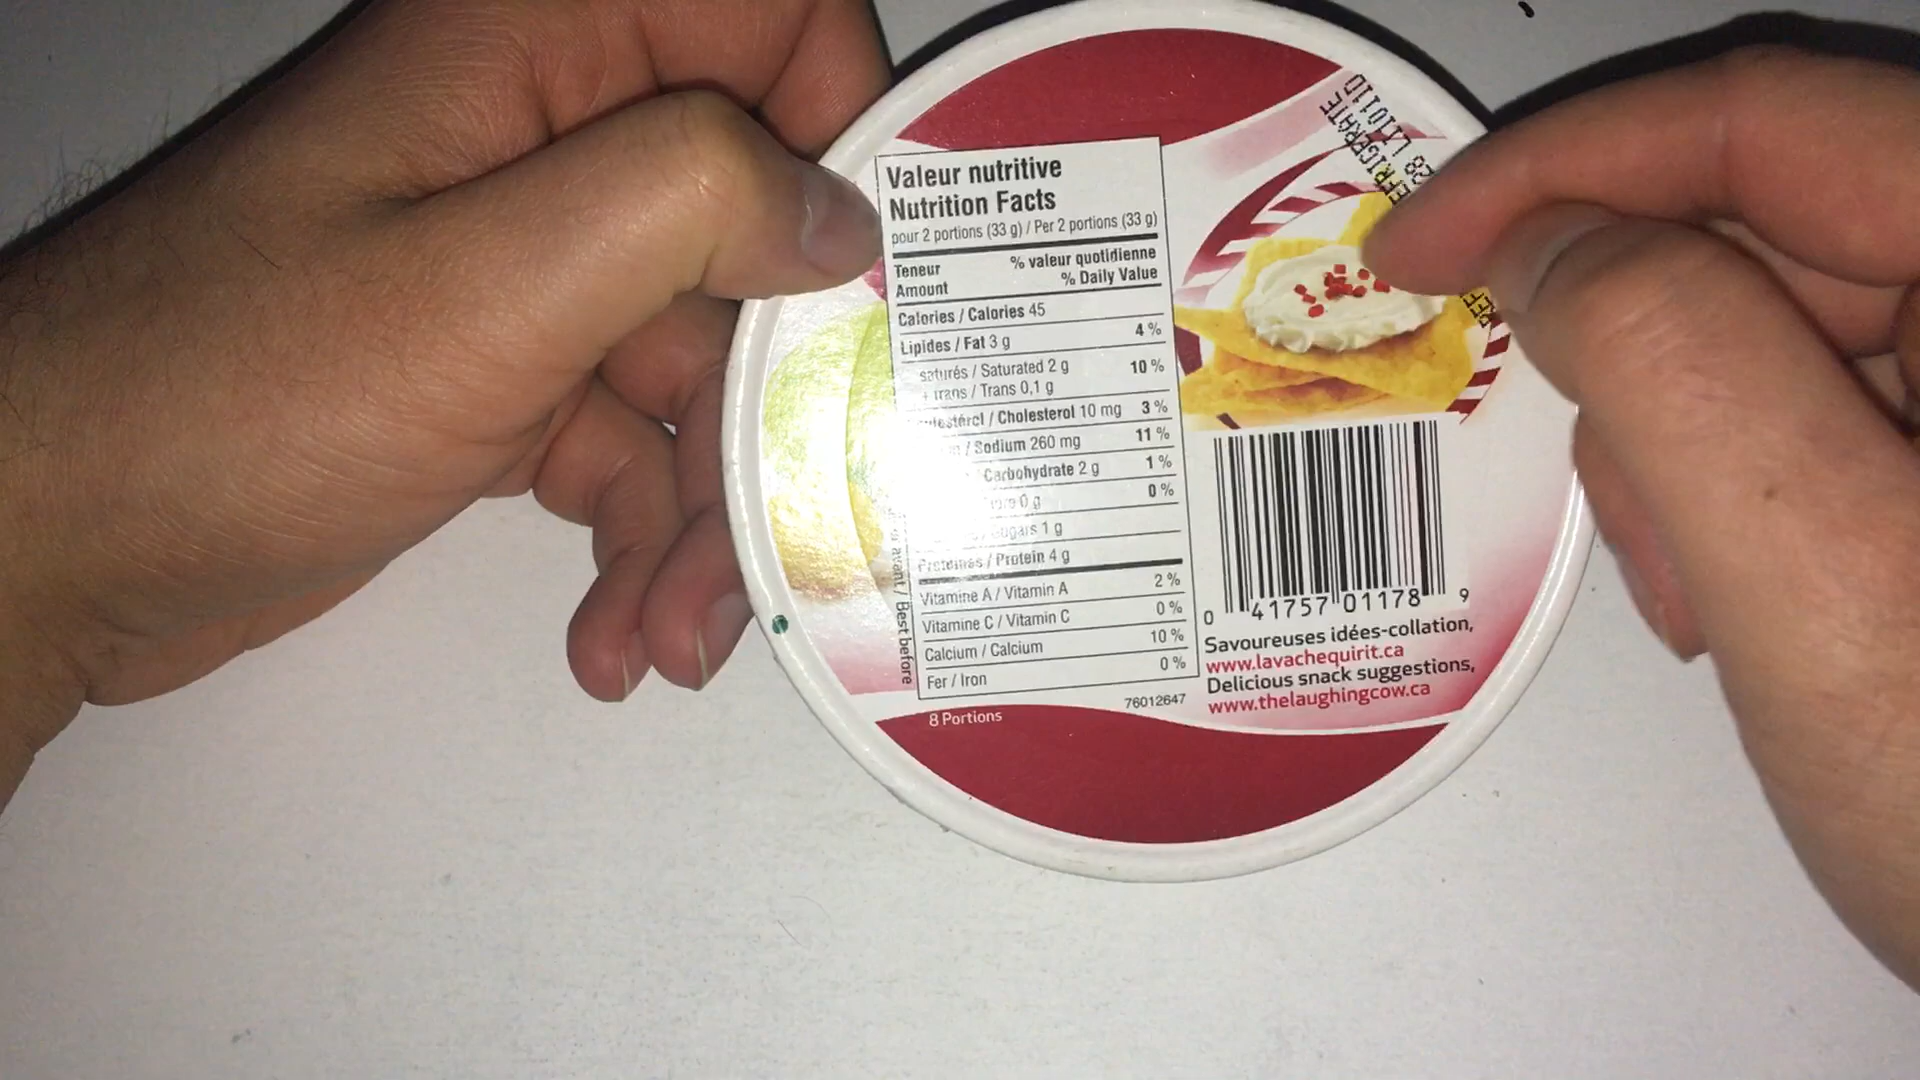 Valeur nutritive
Nutrition Facts
pour 2 portions (33 g) / Per 2 portions (33 g)
Teneur % valeur quotidienne
Amount % Daily Value
Calories / Calories 45
Lipides / Fat 3 g 4 %
saturés / Saturated 2 g 10 %
+ trans / Trans 0,1 g
/ Cholesterol 10 mg 3 %
/ Sodium 260 mg 11 %
Carbohydrate 2 g 1 %
0 g 0 %
1 g
Protéines / Protein 4 g
Vitamine A / Vitamin A 2 %
Vitamine C / Vitamin C 0 %
Calcium / Calcium 10 %
Fer / Iron 0 %
avant / Best before
8 Portions
76012647
0 41757 01178 9
Savoureuses idées-collation,
www.lavachequirit.ca
Delicious snack suggestions,
www.thelaughingcow.ca